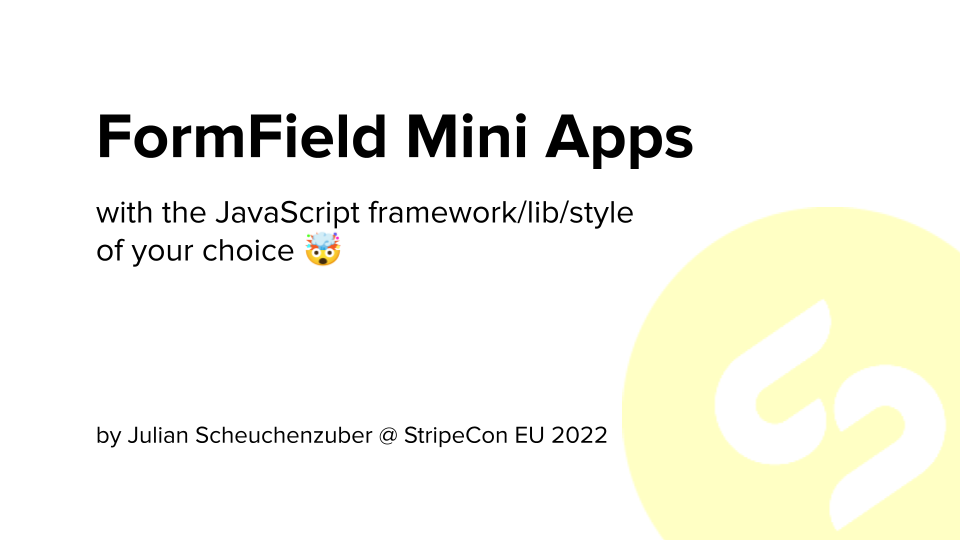 FormField Mini Apps
with the JavaScript framework/lib/style
of your choice 🤯
by Julian Scheuchenzuber @ StripeCon EU 2022